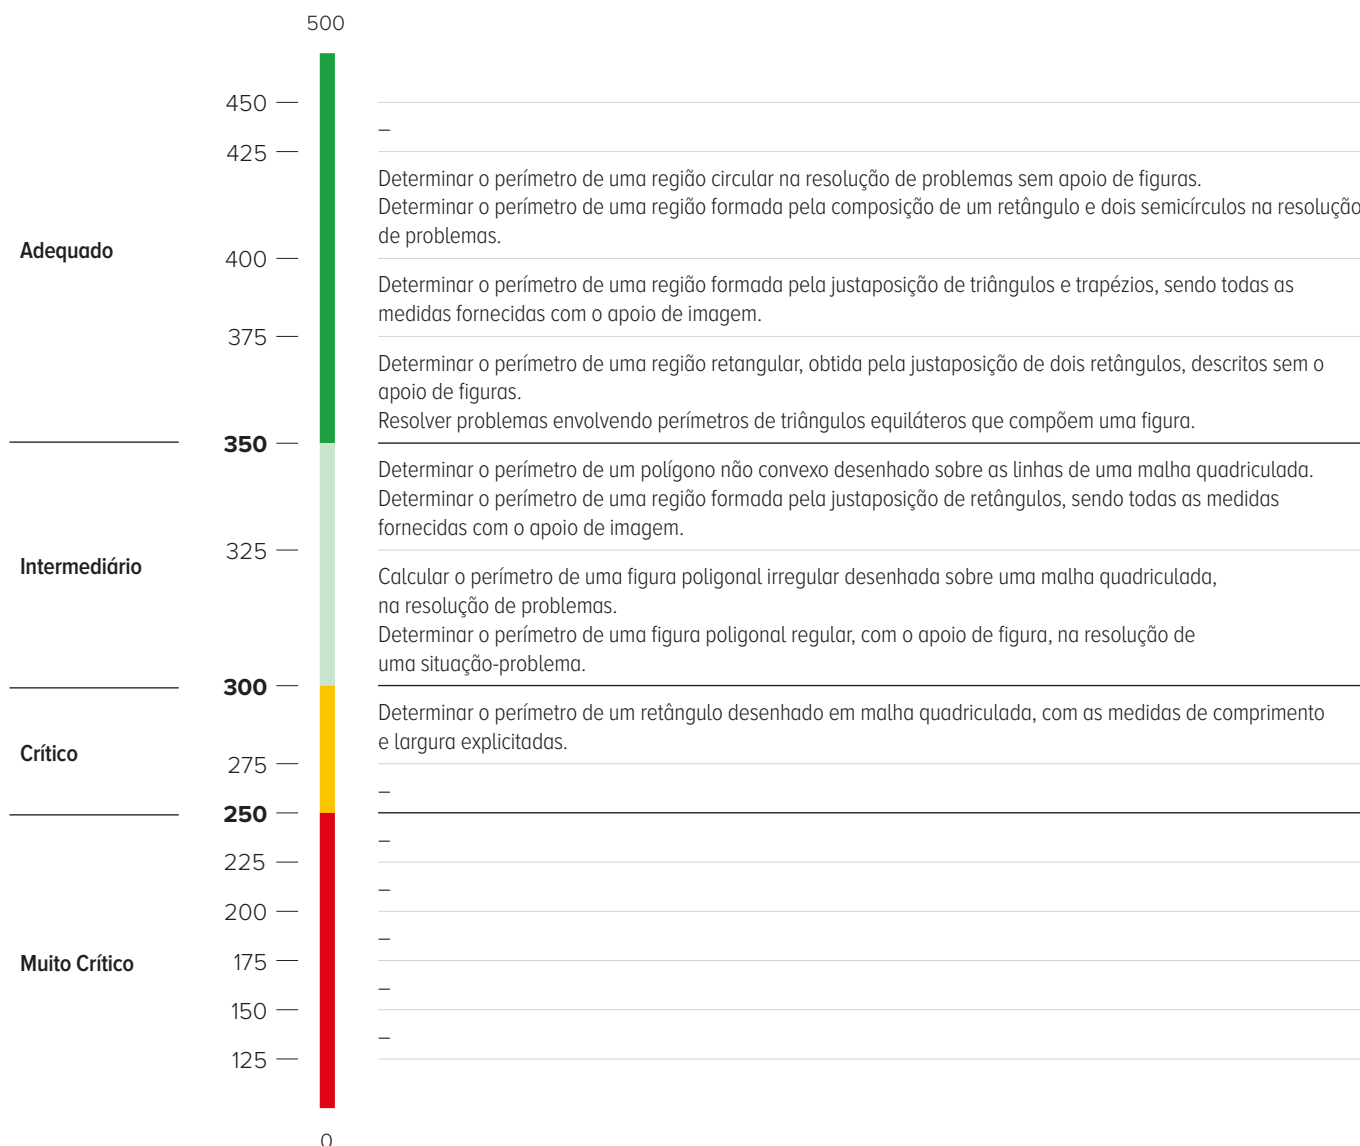 500
450
–
425
Determinar o perímetro de uma região circular na resolução de problemas sem apoio de figuras.
Determinar o perímetro de uma região formada pela composição de um retângulo e dois semicírculos na resolução
de problemas.
Adequado
400
Determinar o perímetro de uma região formada pela justaposição de triângulos e trapézios, sendo todas as
medidas fornecidas com o apoio de imagem.
375
Determinar o perímetro de uma região retangular, obtida pela justaposição de dois retângulos, descritos sem o
apoio de figuras.
Resolver problemas envolvendo perímetros de triângulos equiláteros que compõem uma figura.
350
Determinar o perímetro de um polígono não convexo desenhado sobre as linhas de uma malha quadriculada.
Determinar o perímetro de uma região formada pela justaposição de retângulos, sendo todas as medidas
fornecidas com o apoio de imagem.
325
Intermediário
Calcular o perímetro de uma figura poligonal irregular desenhada sobre uma malha quadriculada,
na resolução de problemas.
Determinar o perímetro de uma figura poligonal regular, com o apoio de figura, na resolução de
uma situação-problema.
300
Determinar o perímetro de um retângulo desenhado em malha quadriculada, com as medidas de comprimento
e largura explicitadas.
Crítico
275
–
250
–
225
–
200
–
Muito Crítico
175
–
150
–
125
0